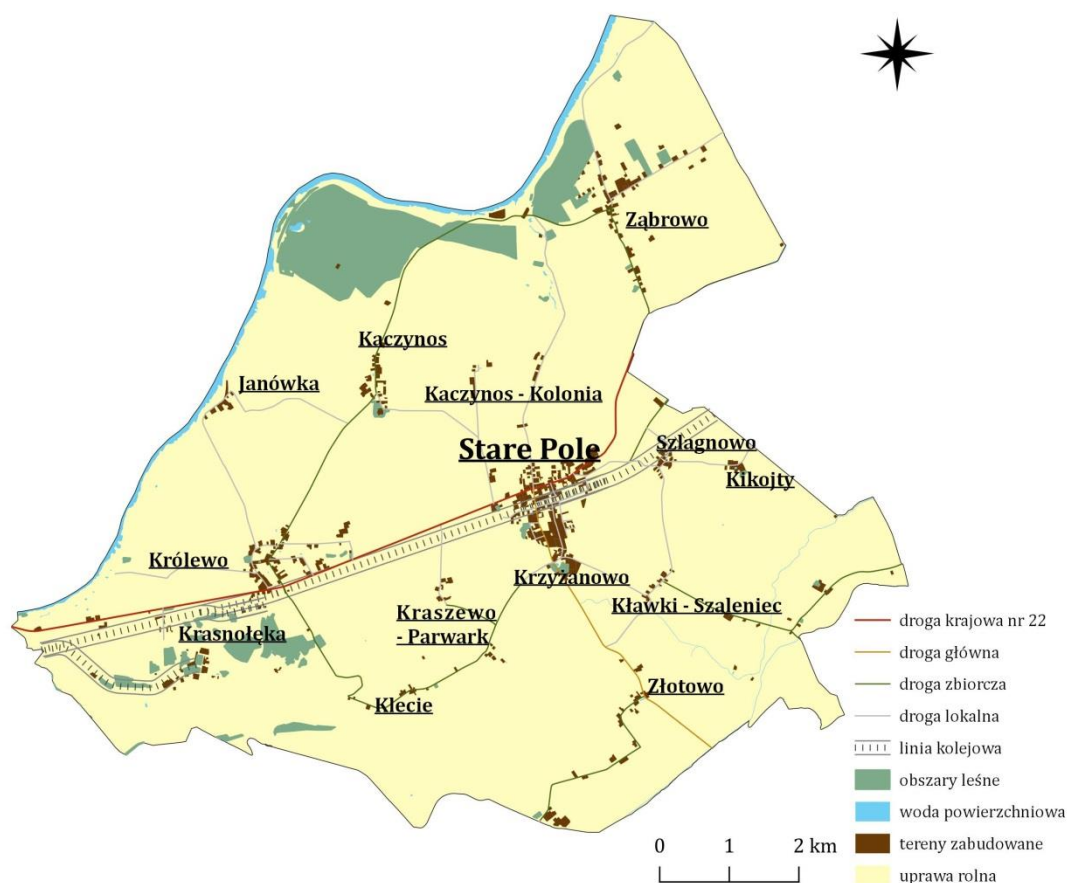 Ząbrowo
Kaczynos
Janówka
Kaczynos - Kolonia
Stare Pole
Szlagnowo
Kikojty
Królewo
Krzyżanowo
Kraszewo
- Parwark
Kławki - Szaleniec
Krasnołęka
Klecie
Złotowo
droga krajowa nr 22
droga główna
droga zbiorcza
droga lokalna
linia kolejowa
obszary leśne
woda powierzchniowa
tereny zabudowane
uprawa rolna
0 1 2 km